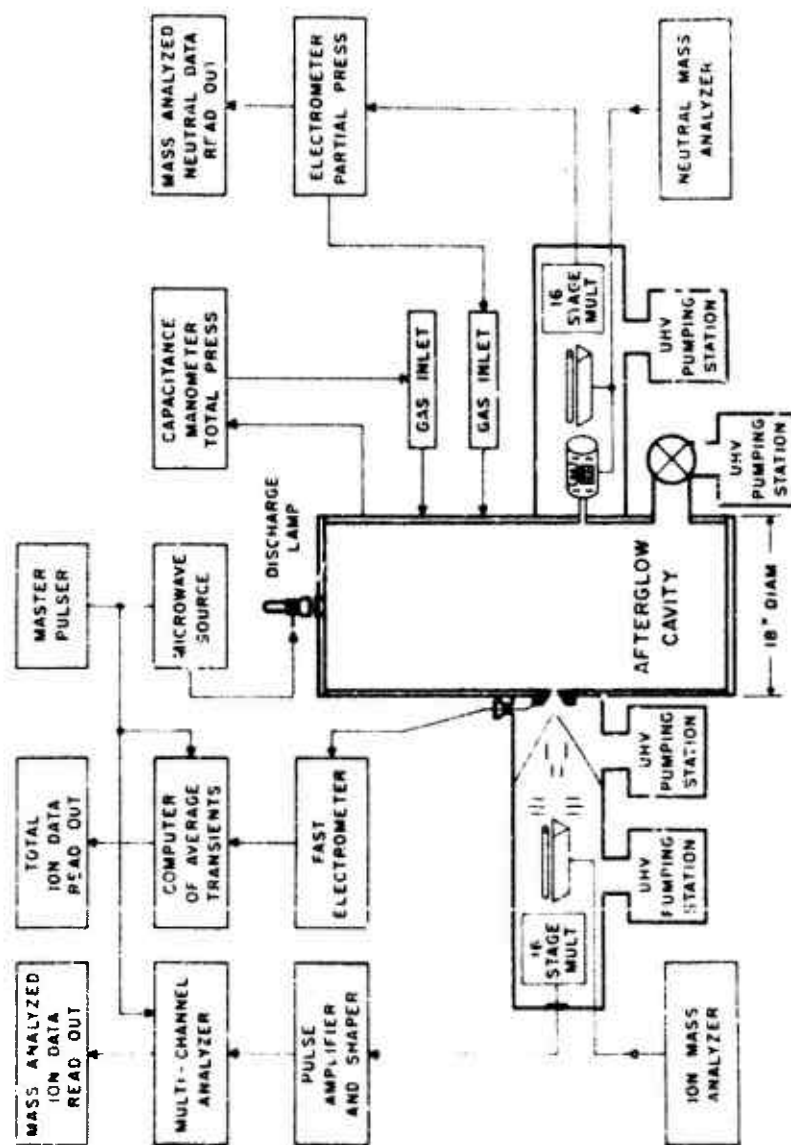 MASS ANALYZED
ION DATA
READ OUT
TOTAL
ION DATA
READ OUT
MASTER
PULSER
CAPACITANCE
MANOMETER
TOTAL PRESS
MASS ANALYZED
NEUTRAL DATA
READ OUT
MULTI-CHANNEL
ANALYZER
COMPUTER
OF AVERAGE
TRANSIENTS
MICROWAVE
SOURCE
ELECTROMETER
PARTIAL PRESS
PULSE
AMPLIFIER
AND SHAPER
FAST
ELECTROMETER
DISCHARGE
LAMP
GAS INLET
GAS INLET
16
STAGE
MULT
AFTERGLOW
CAVITY
16
STAGE
MULT
ION MASS
ANALYZER
UHV
PUMPING
STATION
UHV
PUMPING
STATION
18" DIAM
UHV
PUMPING
STATION
UHV
PUMPING
STATION
NEUTRAL MASS
ANALYZER